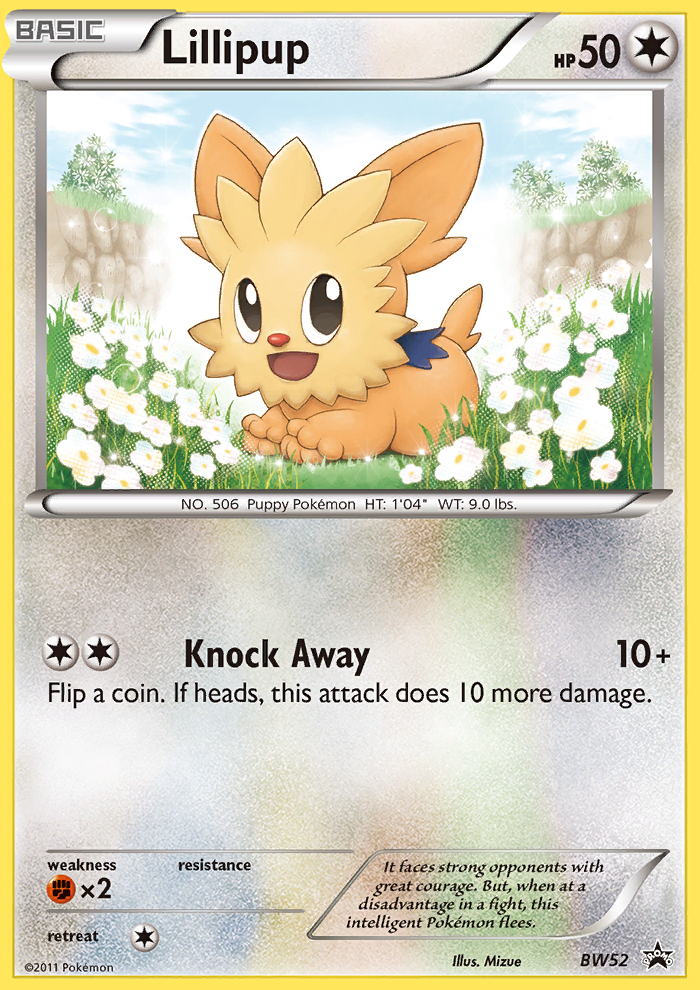 BASIC
Lillipup
HP50
NO. 506 Puppy Pokémon HT: 1'04" WT: 9.0 lbs.
Knock Away 10+
Flip a coin. If heads, this attack does 10 more damage.
weakness resistance
×2
It faces strong opponents with
great courage. But, when at a
disadvantage in a fight, this
intelligent Pokémon flees.
retreat
©2011 Pokémon
Illus. Mizue
BW52
PROMO